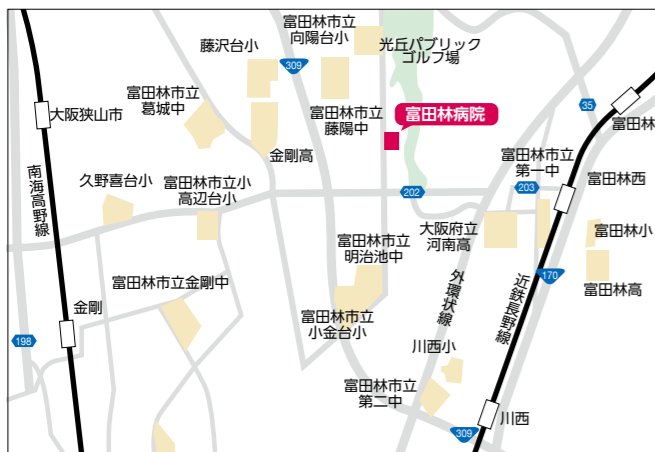 富田林市立
向陽台小
光丘パブリック
ゴルフ場
藤沢台小
309
富田林市立
葛城中
大阪狭山市
富田林市立
藤陽中
富田林病院
35
富田林
金剛高
富田林市立
第一中
久野喜台小
富田林市立小
高辺台小
202
203
富田林西
南海高野線
大阪府立
河南高
富田林小
富田林市立
明治池中
富田林市立金剛中
170
富田林高
外環状線
近鉄長野線
金剛
富田林市立
小金台小
198
川西小
富田林市立
第二中
川西
309